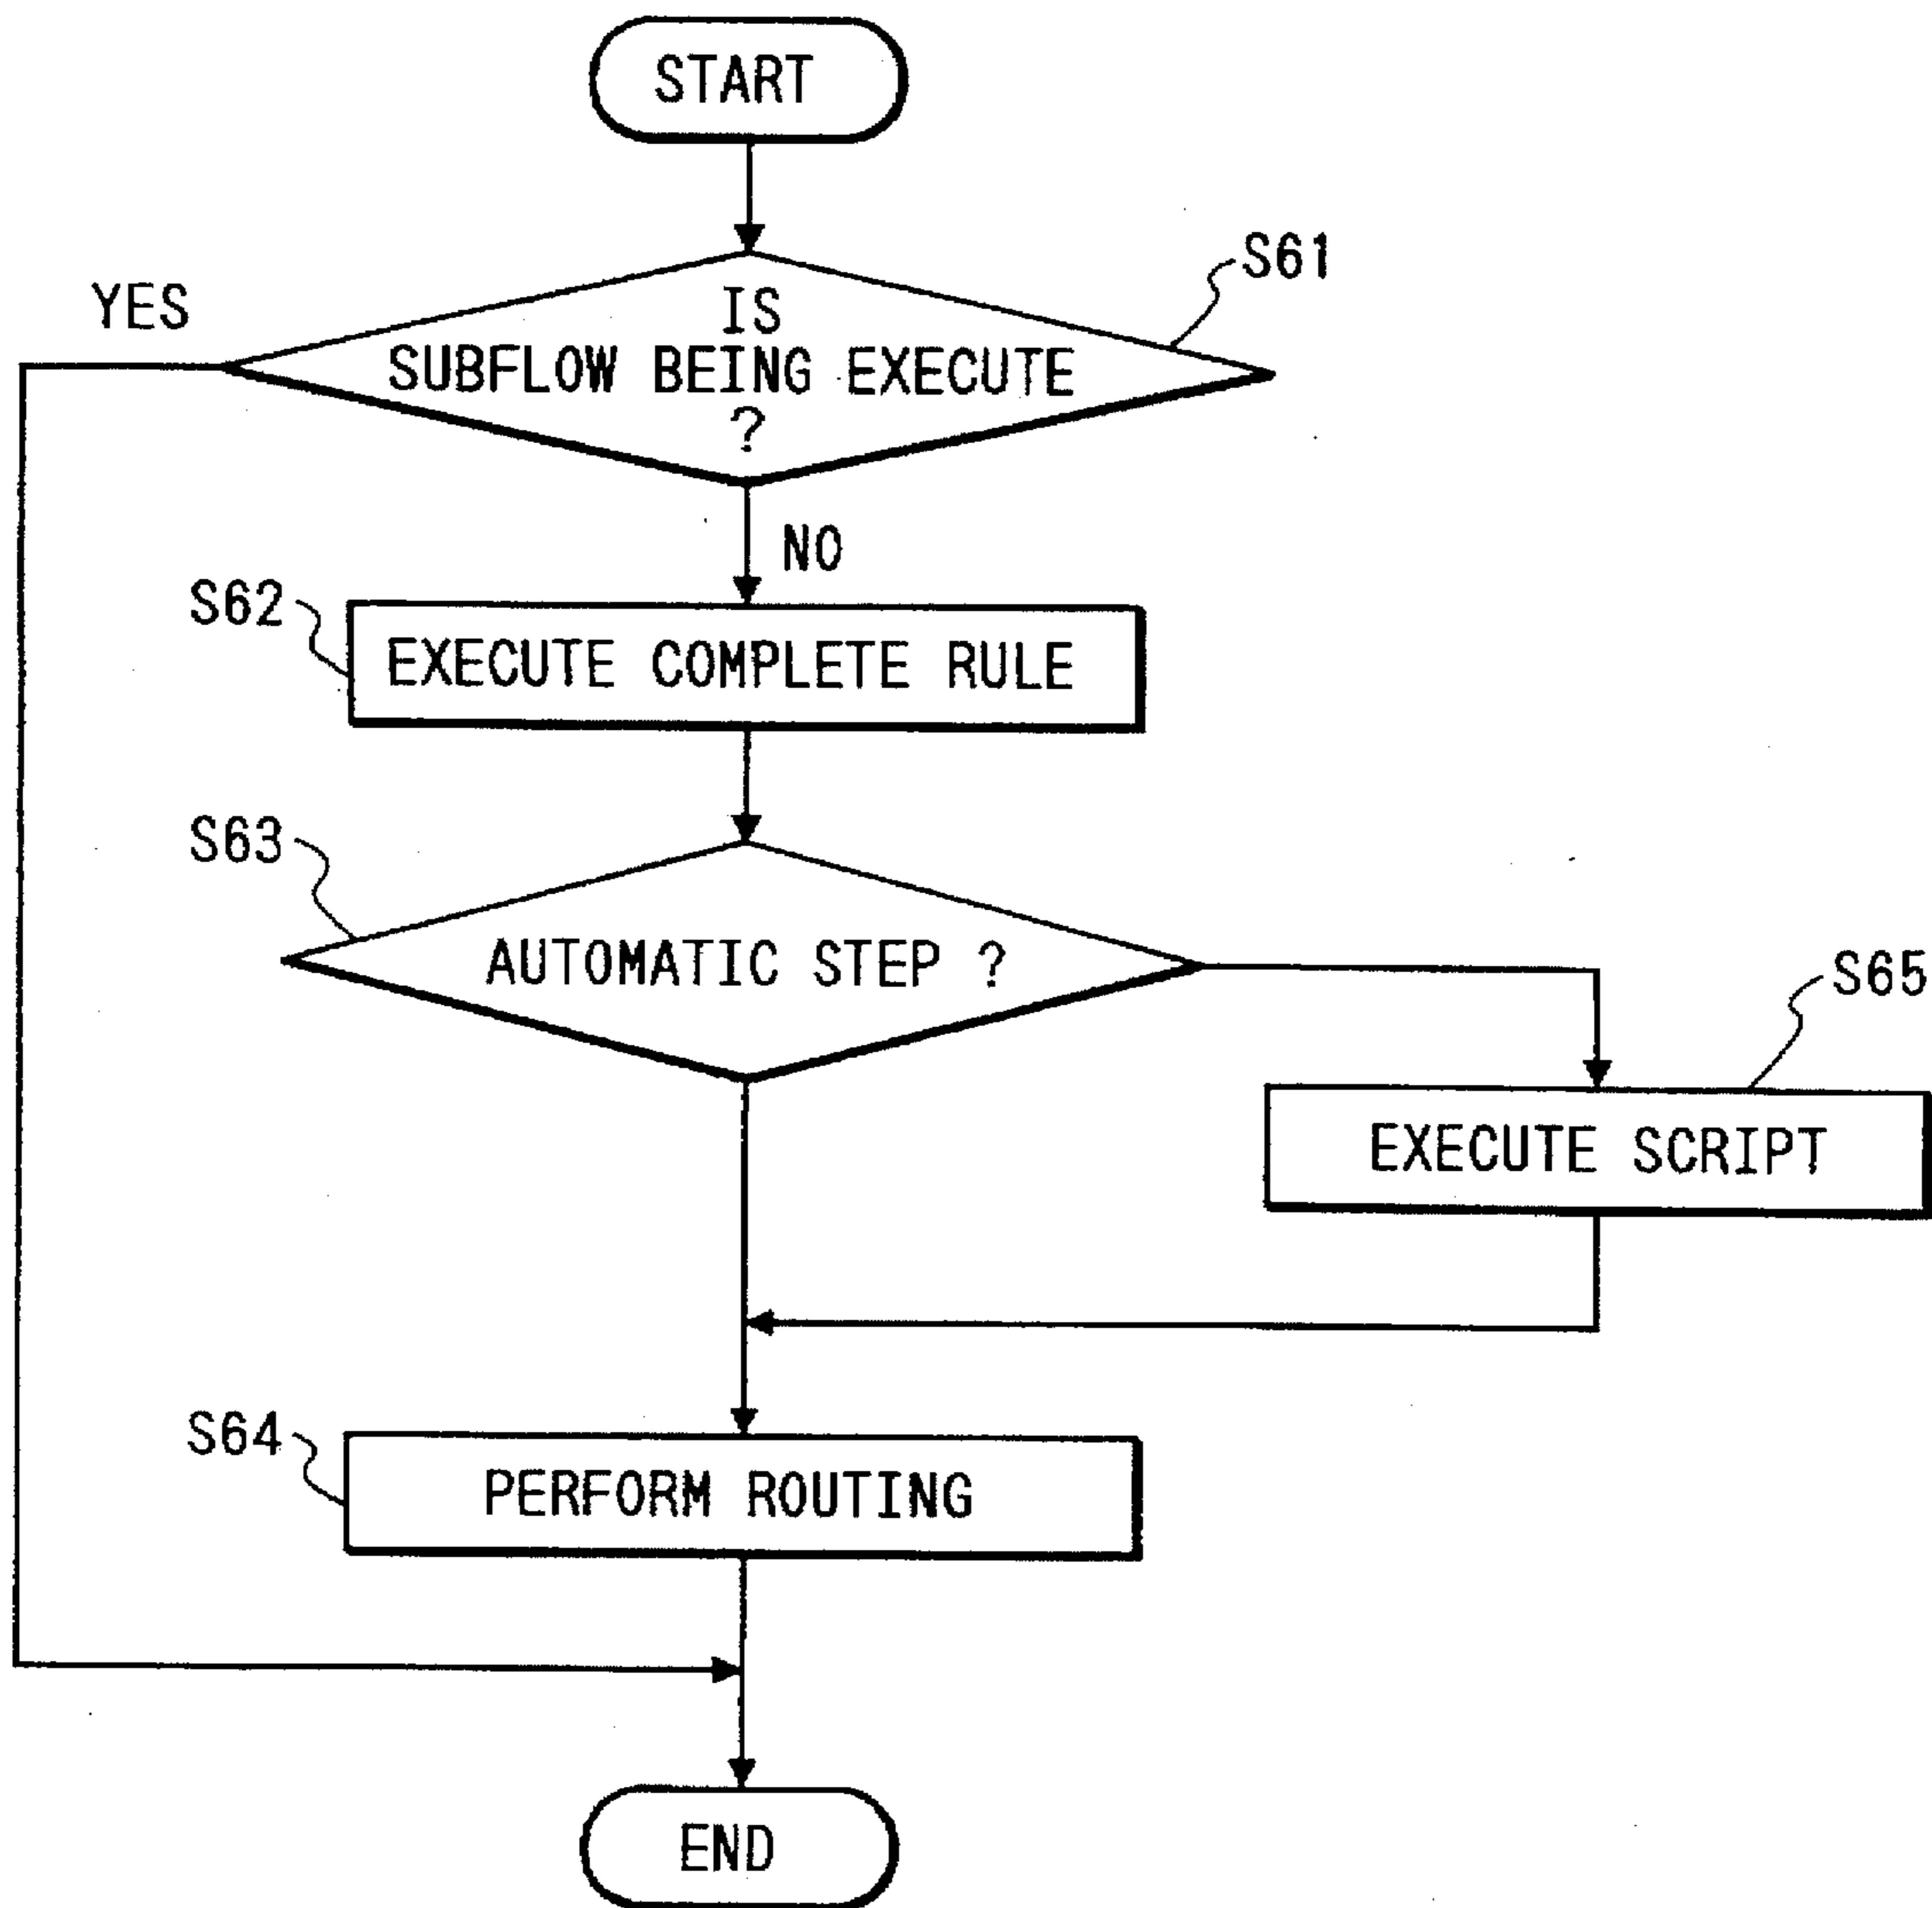 START
S61
YES
IS
SUBFLOW BEING EXECUTE
?
NO
S62
EXECUTE COMPLETE RULE
S63
AUTOMATIC STEP ?
S65
EXECUTE SCRIPT
S64
PERFORM ROUTING
END